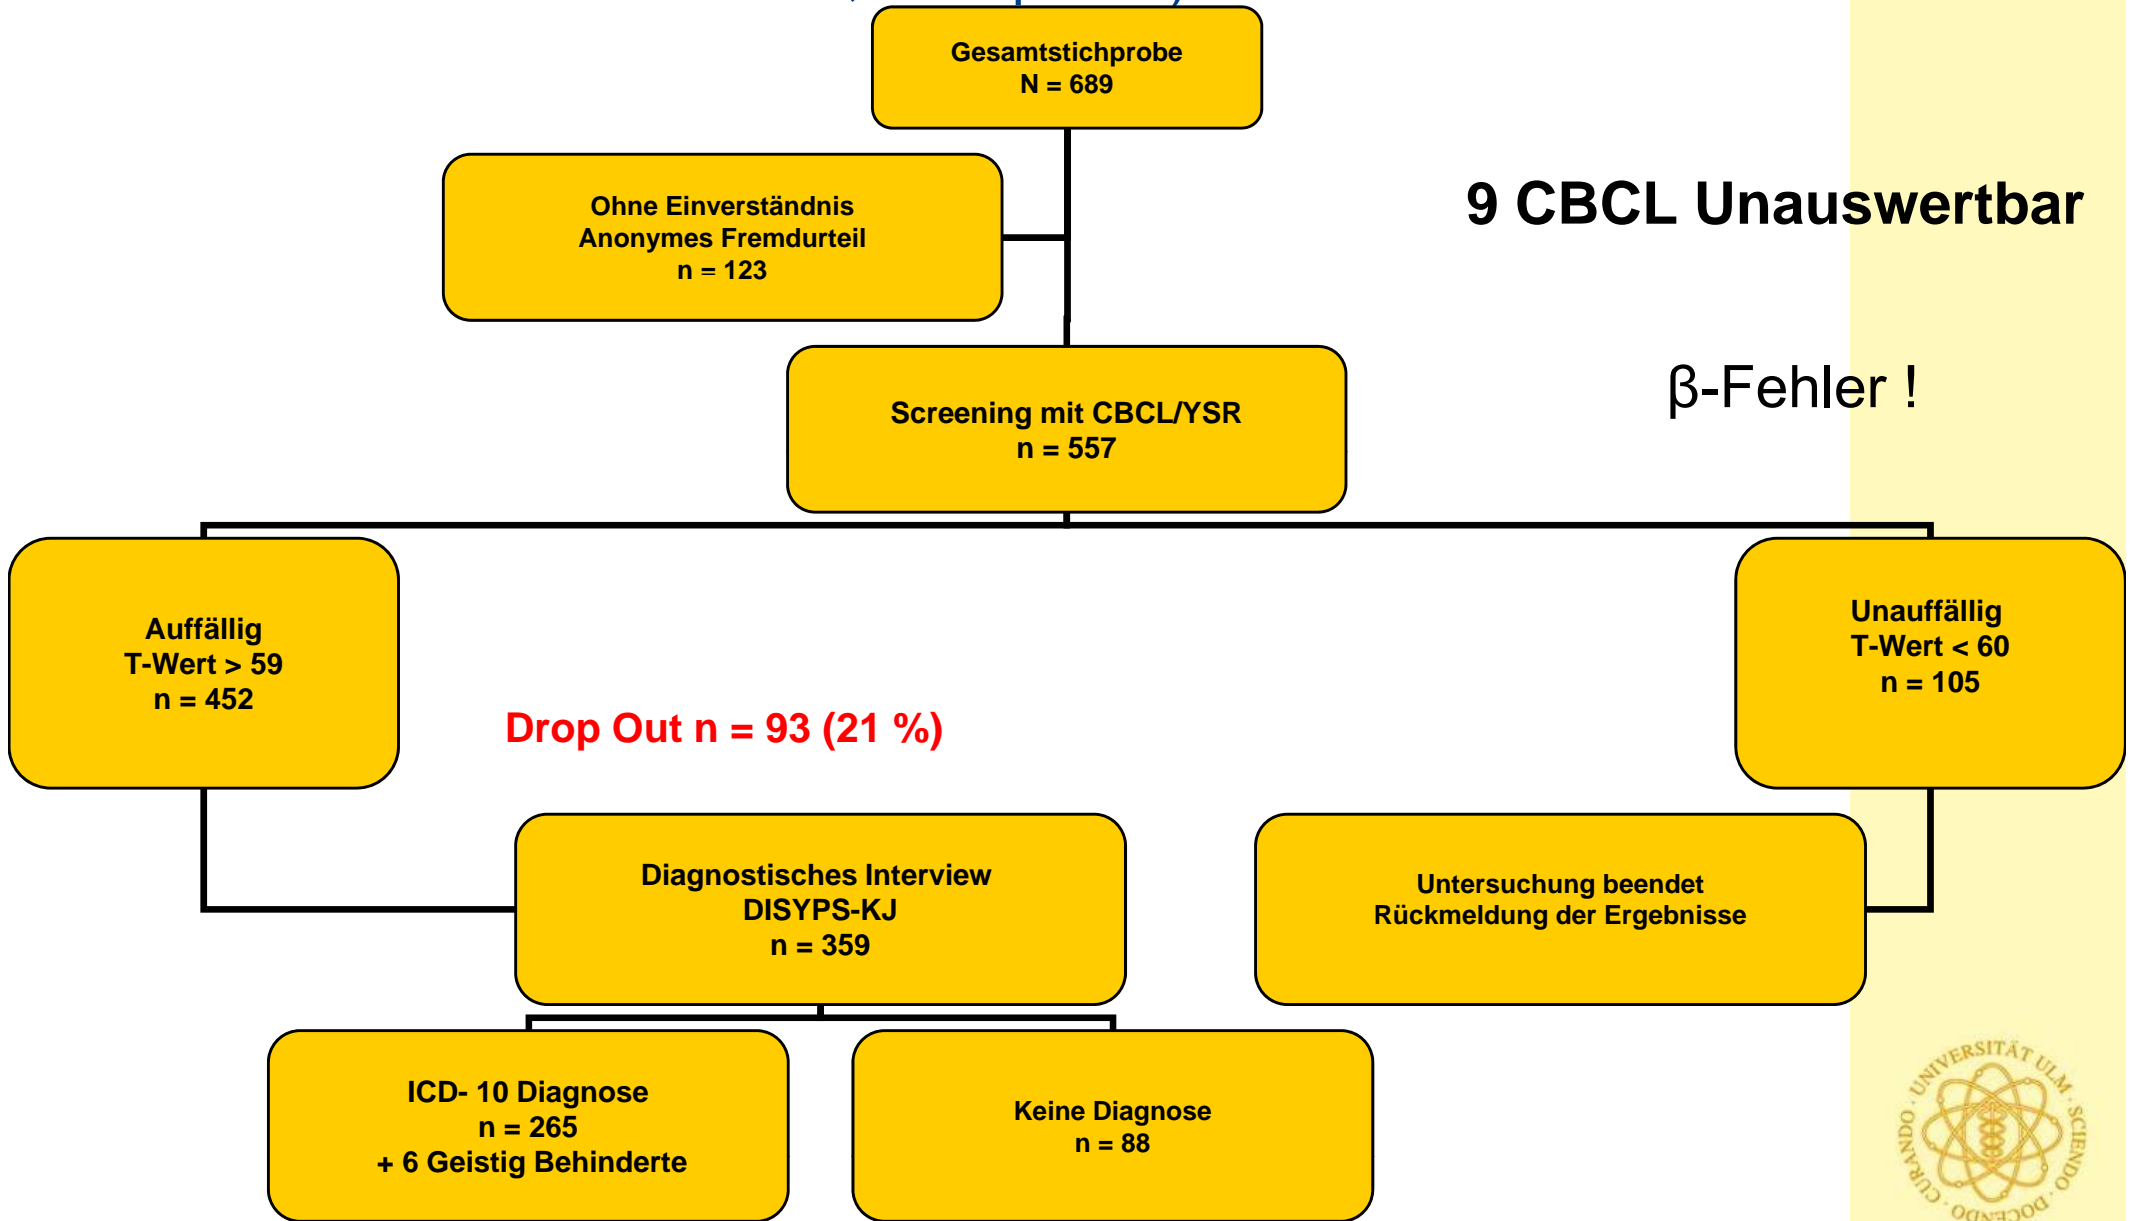 Gesamtstichprobe
N = 689
Ohne Einverständnis
Anonymes Fremdurteil
n = 123
9 CBCL Unauswertbar
β-Fehler !
Screening mit CBCL/YSR
n = 557
Auffällig
T-Wert > 59
n = 452
Unauffällig
T-Wert < 60
n = 105
Drop Out n = 93 (21 %)
Diagnostisches Interview
DISYPS-KJ
n = 359
Untersuchung beendet
Rückmeldung der Ergebnisse
ICD- 10 Diagnose
n = 265
+ 6 Geistig Behinderte
Keine Diagnose
n = 88
UNIVERSITÄT ULM · SCIENDO · DOCENDO · CURANDO ·